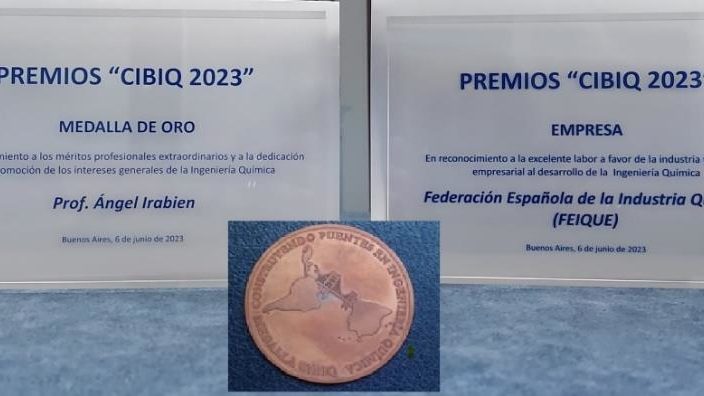 PREMIOS “CIBIQ 2023”
MEDALLA DE ORO
miento a los méritos profesionales extraordinarios y a la dedicación
omoción de los intereses generales de la Ingeniería Química
Prof. Ángel Irabien
Buenos Aires, 6 de junio de 2023
PREMIOS “CIBIQ 2023”
EMPRESA
En reconocimiento a la excelente labor a favor de la industria
empresarial al desarrollo de la Ingeniería Química
Federación Española de la Industria Qu
(FEIQUE)
Buenos Aires, 6 de junio de 2023
CONSTRUYENDO PUENTES EN INGENIERÍA QUÍMICA